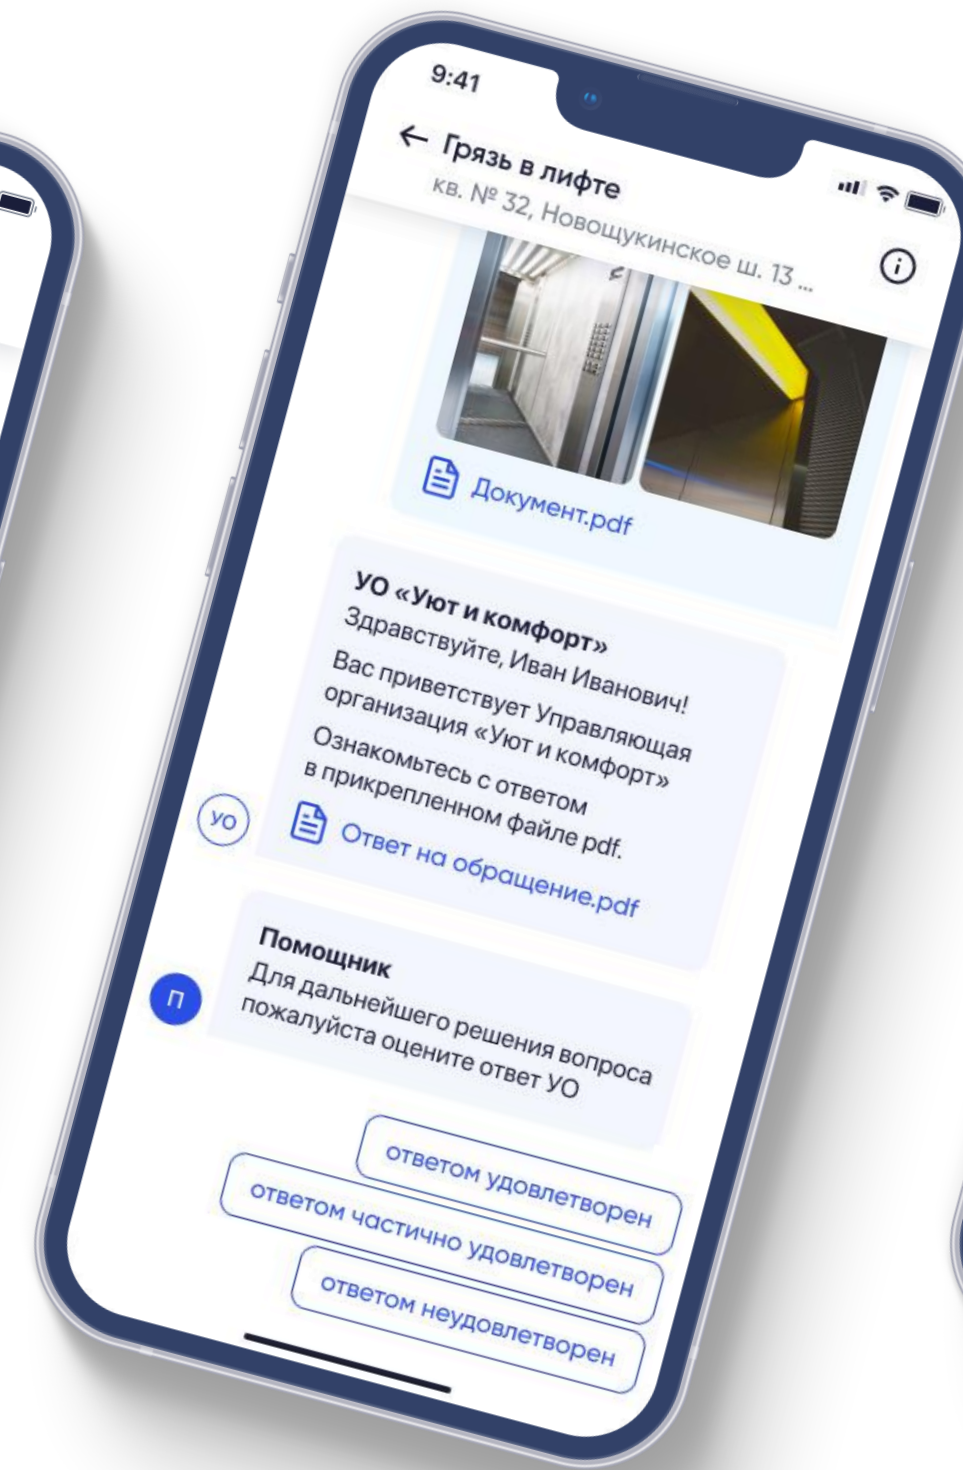 9:41
Грязь в лифте
кв. № 32, Новощукинское ш. 13 ...
Документ.pdf
УО «Уют и комфорт»
Здравствуйте, Иван Иванович!
Вас приветствует Управляющая
организация «Уют и комфорт»
Ознакомьтесь с ответом
в прикрепленном файле pdf.
УО
Ответ на обращение.pdf
Помощник
П
Для дальнейшего решения вопроса
пожалуйста оцените ответ УО
ответом удовлетворен
ответом частично удовлетворен
ответом неудовлетворен